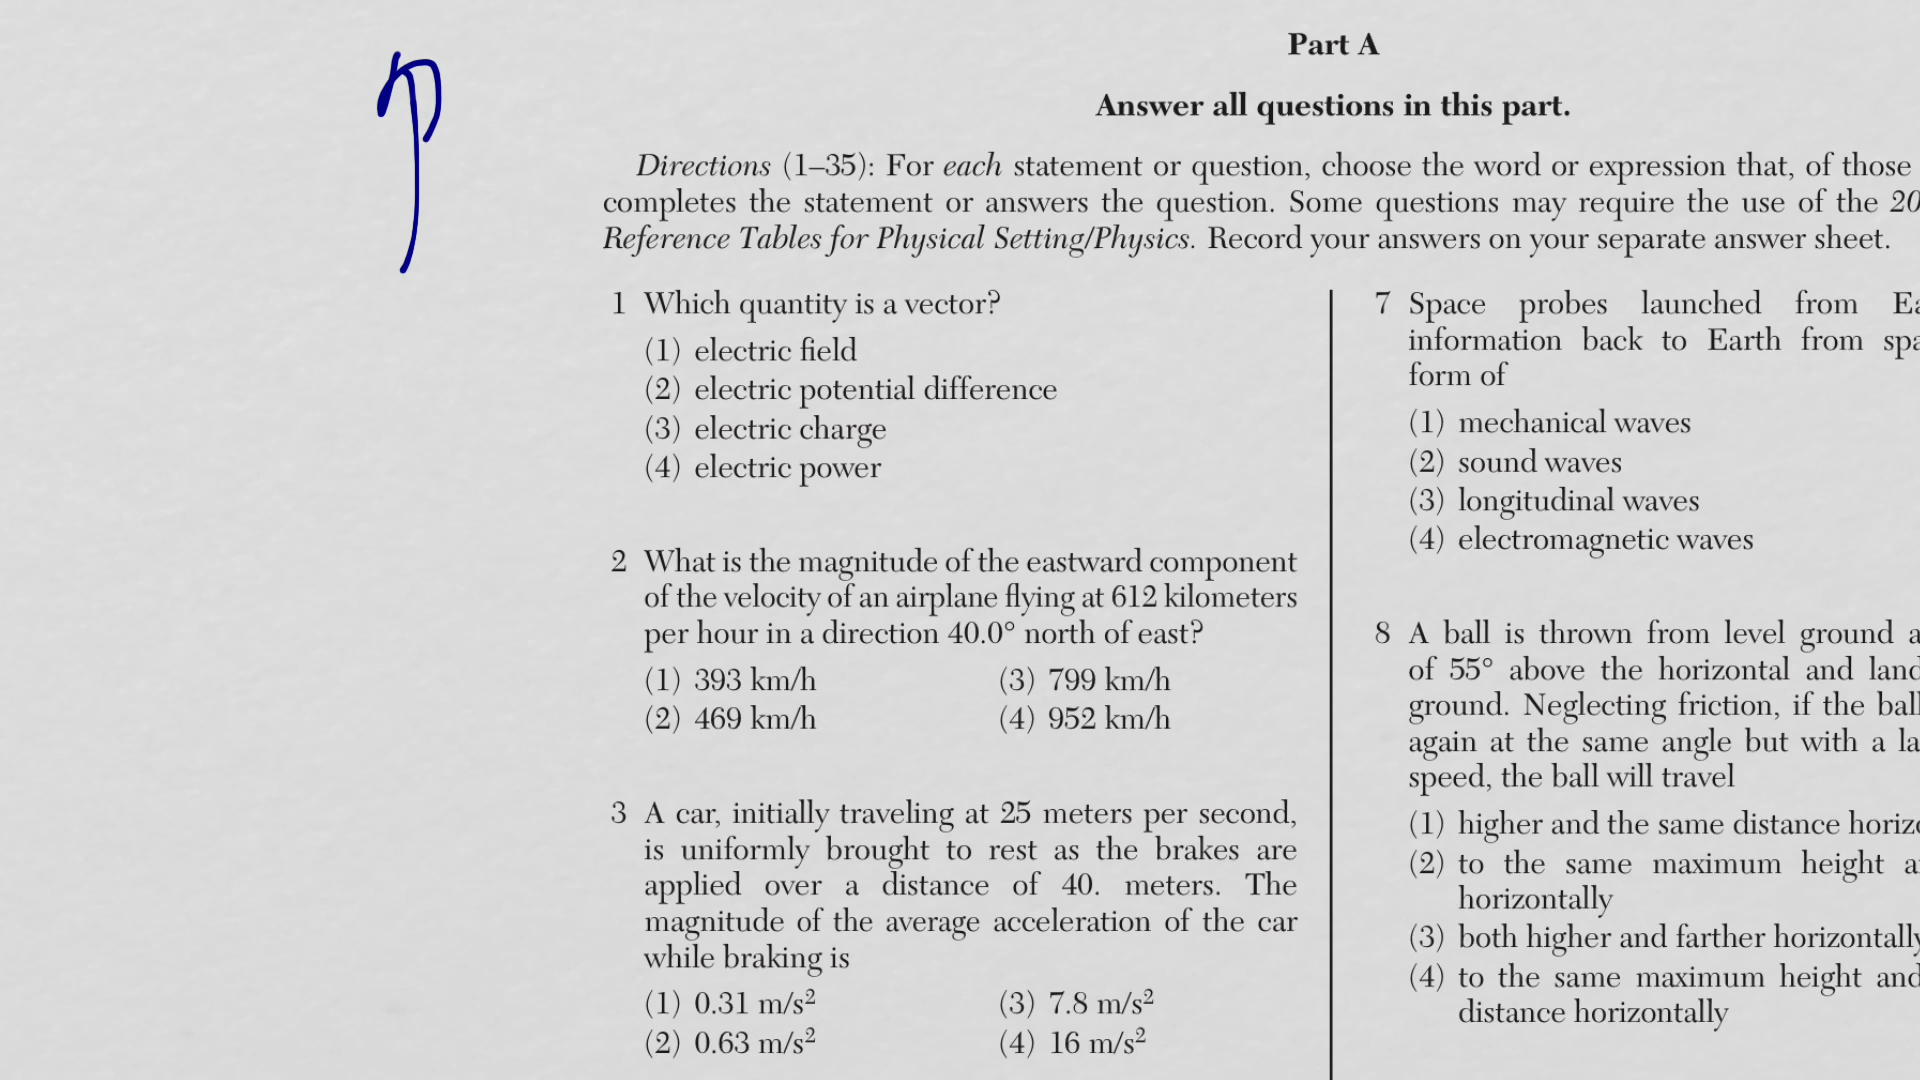 Part A
Answer all questions in this part.
Directions (1–35): For each statement or question, choose the word or expression that, of those
completes the statement or answers the question. Some questions may require the use of the 20
Reference Tables for Physical Setting/Physics. Record your answers on your separate answer sheet.
1 Which quantity is a vector?
(1) electric field
(2) electric potential difference
(3) electric charge
(4) electric power
2 What is the magnitude of the eastward component
of the velocity of an airplane flying at 612 kilometers
per hour in a direction 40.0° north of east?
(1) 393 km/h (3) 799 km/h
(2) 469 km/h (4) 952 km/h
3 A car, initially traveling at 25 meters per second,
is uniformly brought to rest as the brakes are
applied over a distance of 40. meters. The
magnitude of the average acceleration of the car
while braking is
(1) 0.31 m/s² (3) 7.8 m/s²
(2) 0.63 m/s² (4) 16 m/s²
7 Space probes launched from
information back to Earth from
form of
(1) mechanical waves
(2) sound waves
(3) longitudinal waves
(4) electromagnetic waves
8 A ball is thrown from level ground
of 55° above the horizontal and
ground. Neglecting friction, if the ball
again at the same angle but with a
speed, the ball will travel
(1) higher and the same distance
(2) to the same maximum height
horizontally
(3) both higher and farther horizontally
(4) to the same maximum height and
distance horizontally